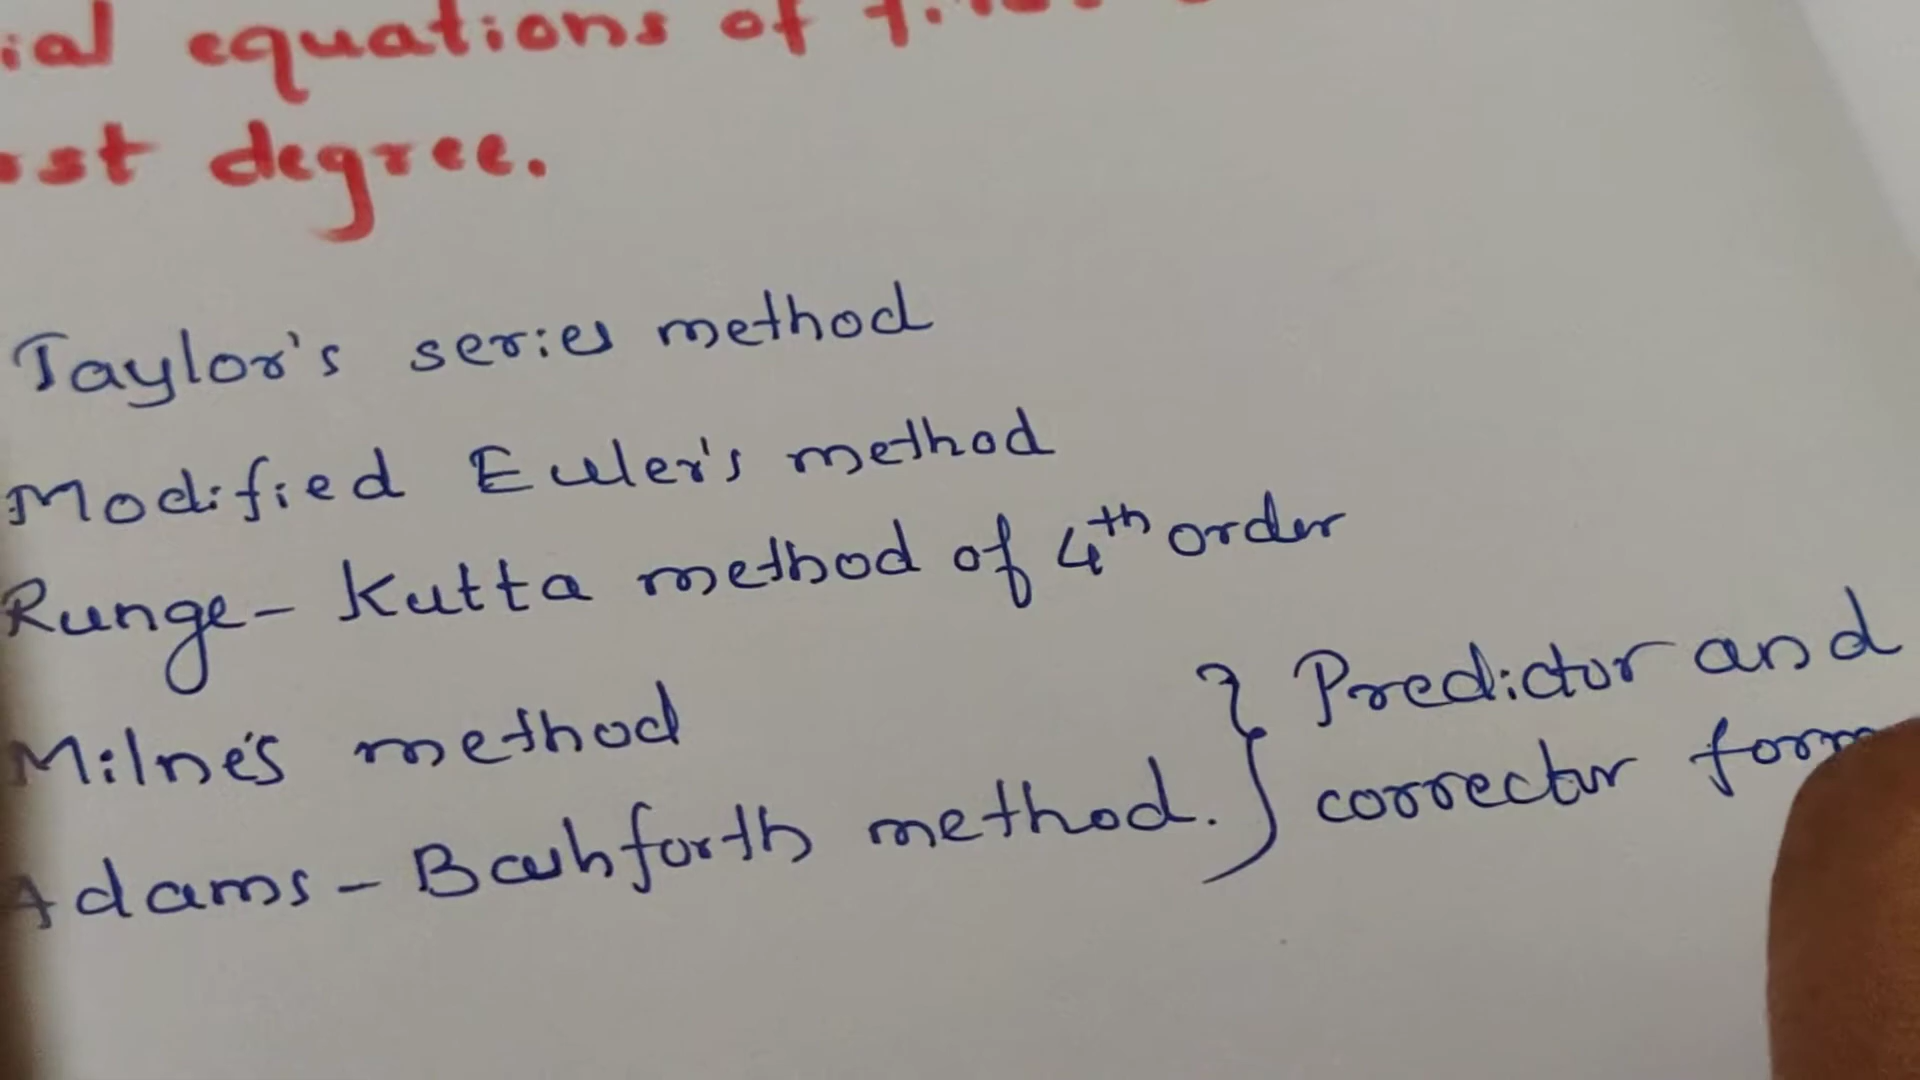 ial equations of
st degree.
Taylor's series method
Modified Euler's method
Runge - Kutta method of 4th order
Milne's method
Adams - Bashforth method. } Predictor and
corrector form